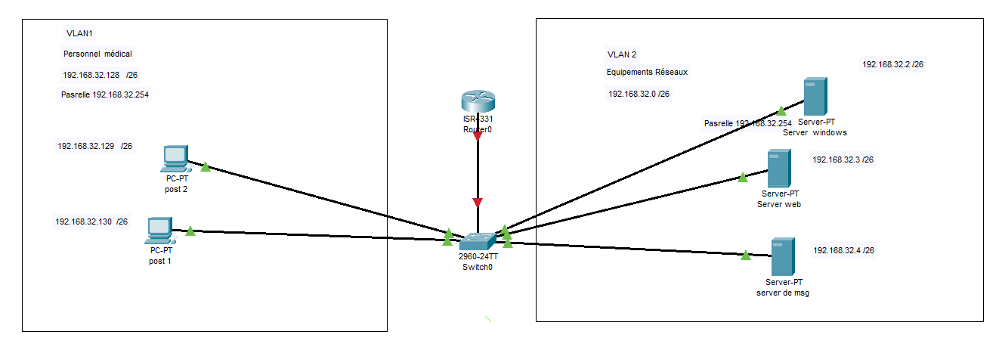 VLAN1
Personnel médical
192.168.32.128 /26
Pasrelle 192.168.32.254
192.168.32.129 /26
PC-PT
post 2
192.168.32.130 /26
PC-PT
post 1
ISR4331
Router0
2960-24TT
Switch0
VLAN 2
Equipements Réseaux
192.168.32.0 /26
Pasrelle 192.168.32.254
192.168.32.2 /26
Server-PT
Server windows
192.168.32.3 /26
Server-PT
Server web
192.168.32.4 /26
Server-PT
server de msg